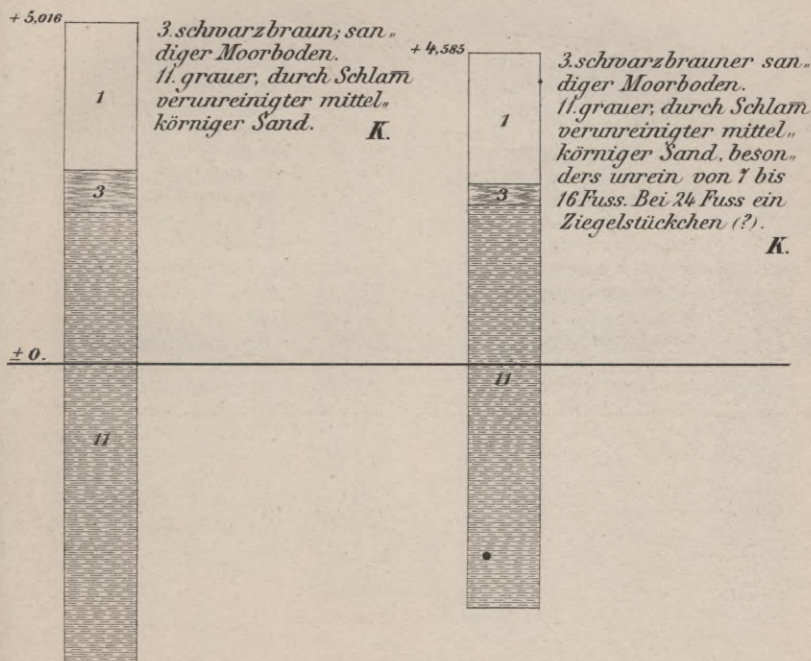 + 5,016
3. schwarzbraun; san„
diger Moorboden.
11. grauer, durch Schlam̅
verunreinigter mittel„
körniger Sand. K.
1
3
11
+ 4,585
3. schwarzbrauner san„
diger Moorboden.
11. grauer, durch Schlam̅
verunreinigter mittel„
körniger Sand, beson„
ders unrein von 7 bis
16 Fuss. Bei 24 Fuss ein
Ziegelstückchen (?).
K.
1
3
± 0.
11